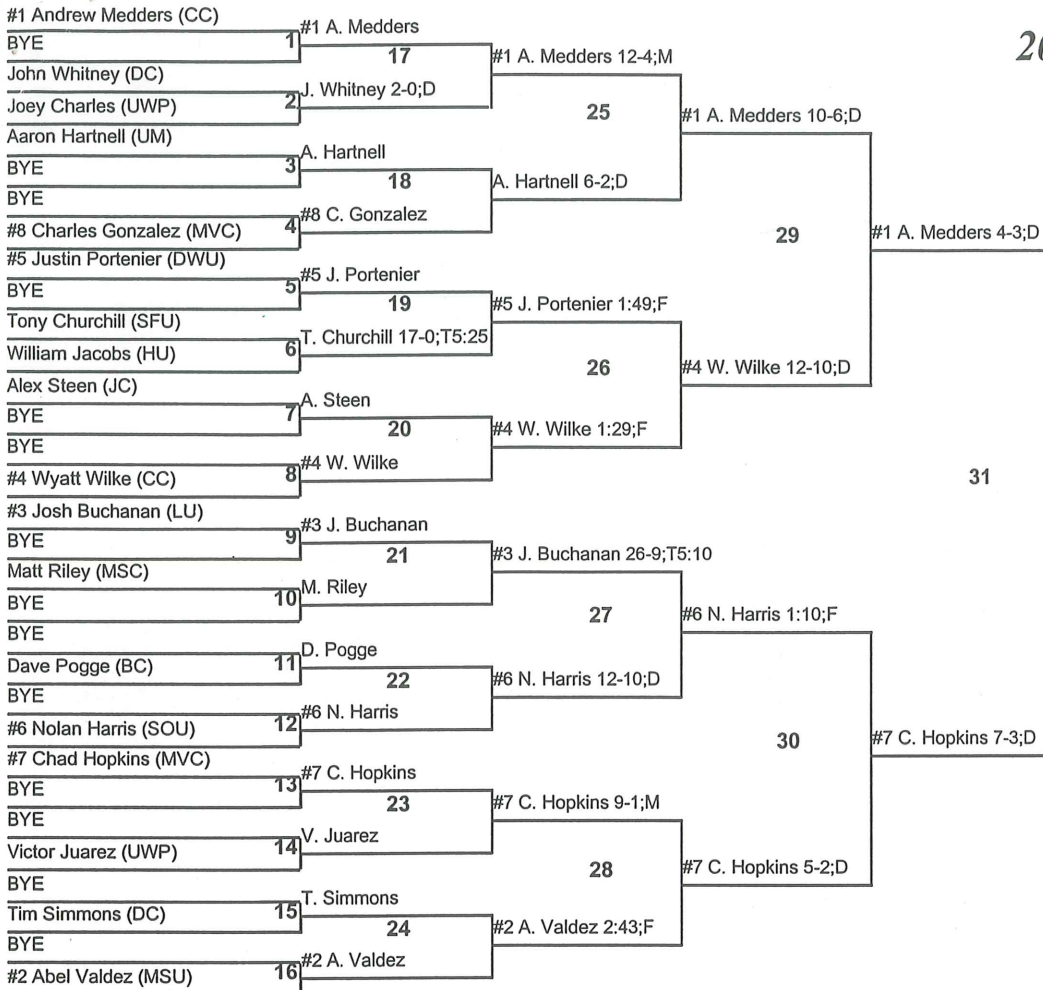 #1 Andrew Medders (CC)
BYE
John Whitney (DC)
Joey Charles (UWP)
Aaron Hartnell (UM)
BYE
BYE
#8 Charles Gonzalez (MVC)
#5 Justin Portenier (DWU)
BYE
Tony Churchill (SFU)
William Jacobs (HU)
Alex Steen (JC)
BYE
BYE
#4 Wyatt Wilke (CC)
#3 Josh Buchanan (LU)
BYE
Matt Riley (MSC)
BYE
BYE
Dave Pogge (BC)
BYE
#6 Nolan Harris (SOU)
#7 Chad Hopkins (MVC)
BYE
BYE
Victor Juarez (UWP)
BYE
Tim Simmons (DC)
BYE
#2 Abel Valdez (MSU)
1
2
3
4
5
6
7
8
9
10
11
12
13
14
15
16
#1 A. Medders
J. Whitney 2-0;D
A. Hartnell
#8 C. Gonzalez
#5 J. Portenier
T. Churchill 17-0;T5:25
A. Steen
#4 W. Wilke
#3 J. Buchanan
M. Riley
D. Pogge
#6 N. Harris
#7 C. Hopkins
V. Juarez
T. Simmons
#2 A. Valdez
17
18
19
20
21
22
23
24
#1 A. Medders 12-4;M
A. Hartnell 6-2;D
#5 J. Portenier 1:49;F
#4 W. Wilke 1:29;F
#3 J. Buchanan 26-9;T5:10
#6 N. Harris 12-10;D
#7 C. Hopkins 9-1;M
#2 A. Valdez 2:43;F
25
26
27
28
#1 A. Medders 10-6;D
#4 W. Wilke 12-10;D
#6 N. Harris 1:10;F
#7 C. Hopkins 5-2;D
29
30
#1 A. Medders 4-3;D
#7 C. Hopkins 7-3;D
31